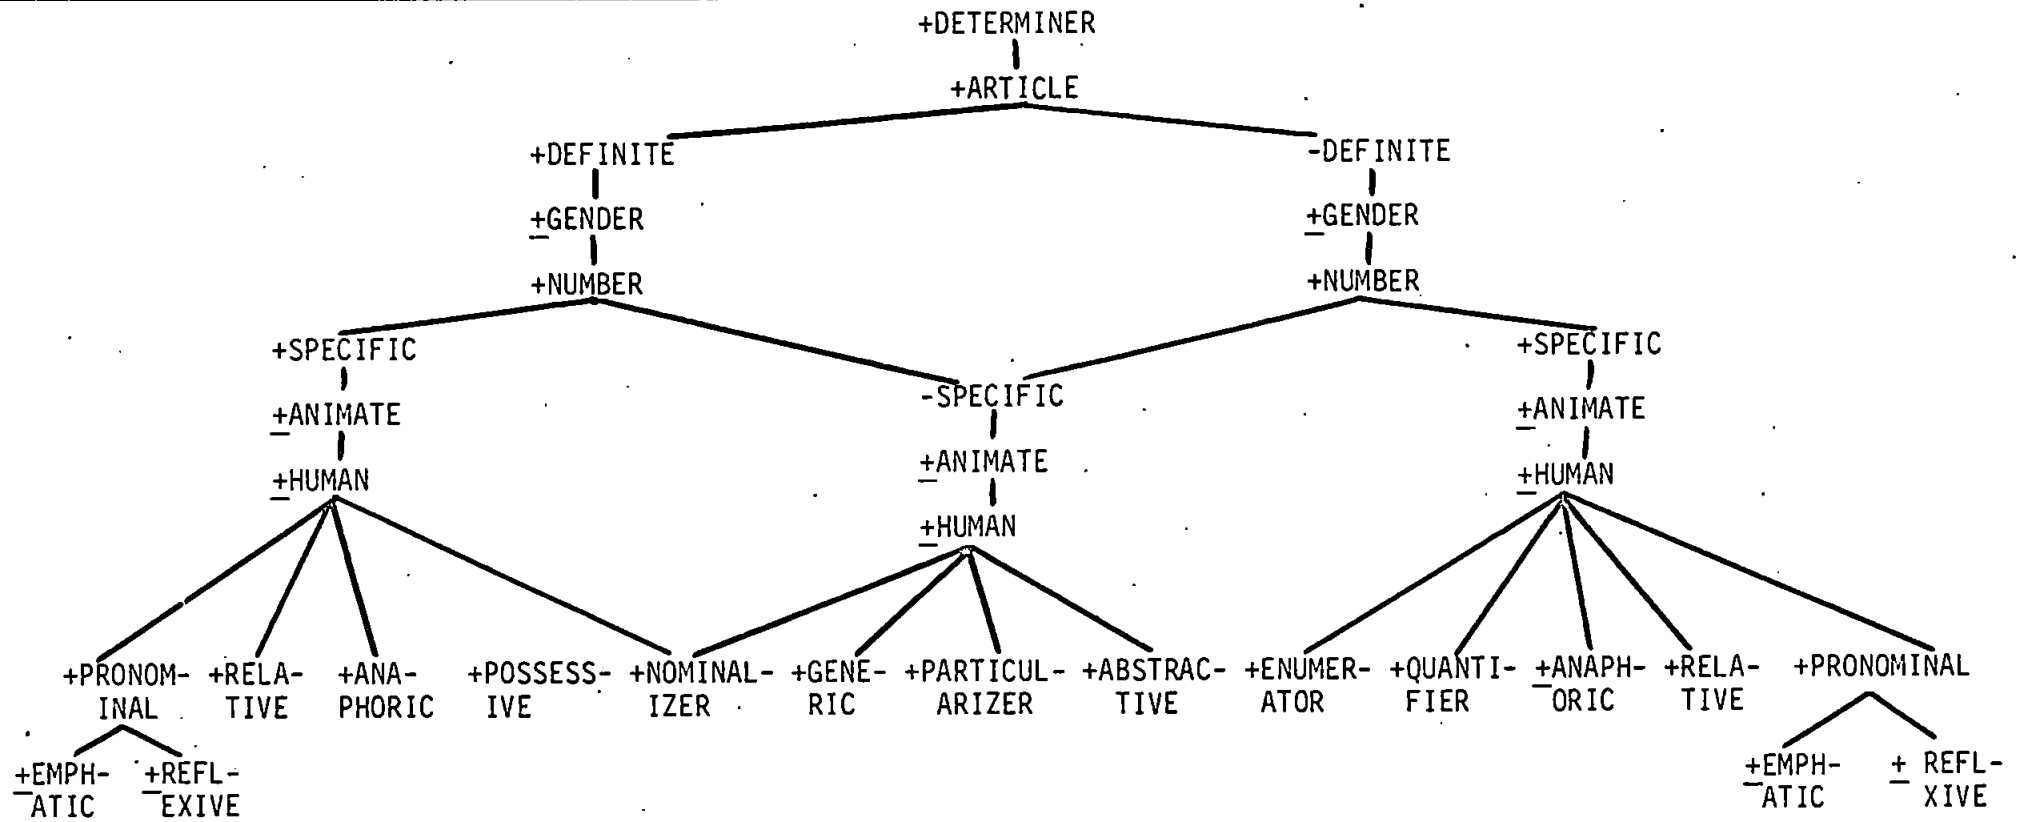 +DETERMINER
+ARTICLE
+DEFINITE -DEFINITE
±GENDER ±GENDER
+NUMBER +NUMBER
+SPECIFIC -SPECIFIC +SPECIFIC
±ANIMATE ±ANIMATE ±ANIMATE
±HUMAN ±HUMAN ±HUMAN
+PRONOM- +RELA- +ANA- +POSSESS- +NOMINAL- +GENE- +PARTICUL- +ABSTRAC- +ENUMER- +QUANTI- ±ANAPH- +RELA- +PRONOMINAL
INAL TIVE PHORIC IVE IZER RIC ARIZER TIVE ATOR FIER ORIC TIVE
±EMPH- ±REFL- ±EMPH- ± REFL-
ATIC EXIVE ATIC XIVE